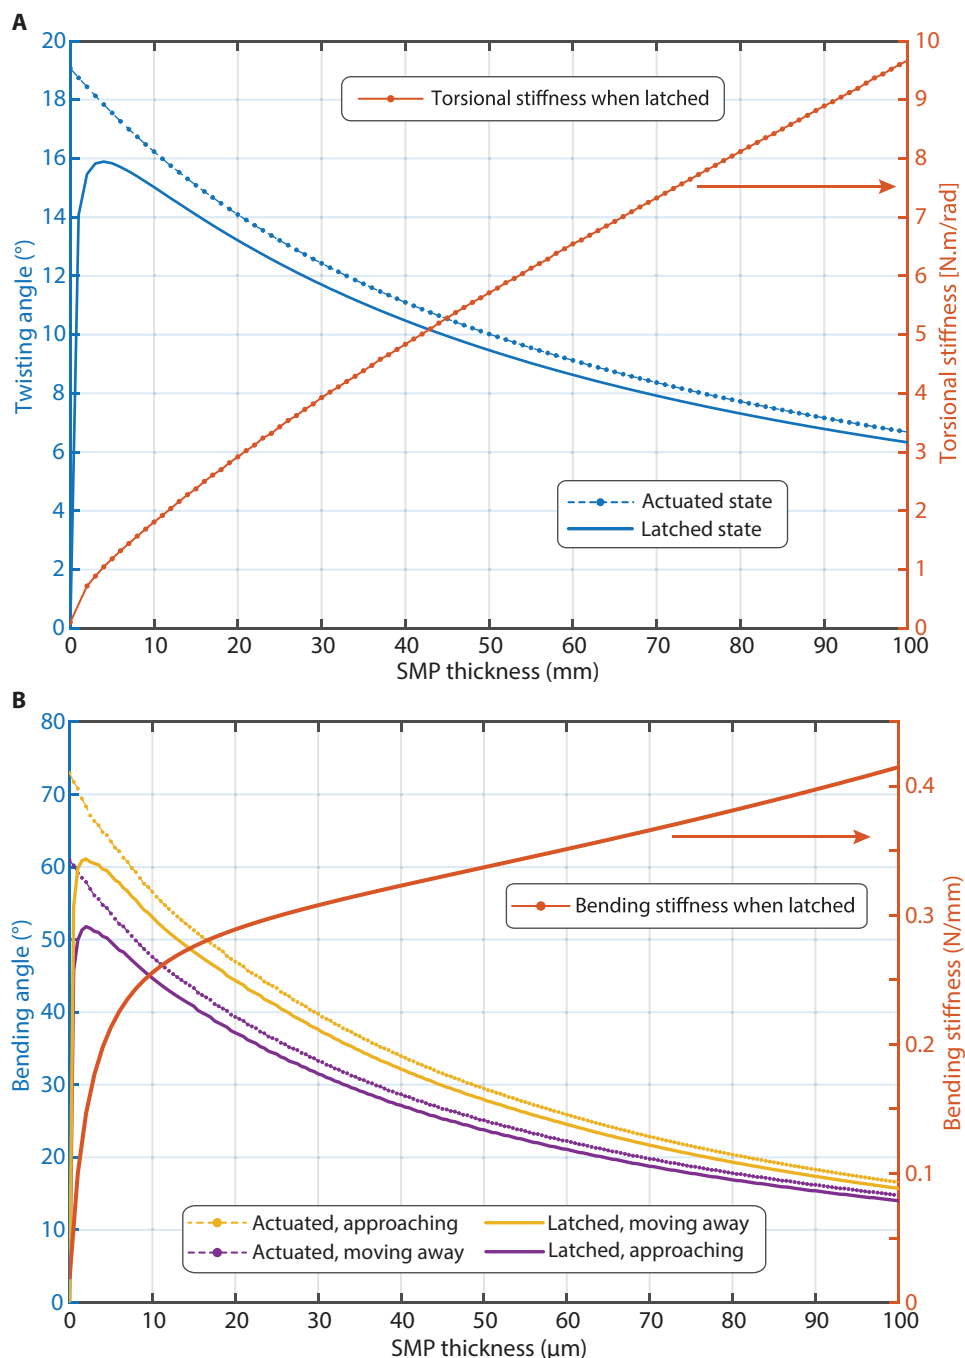 A
20
18
16
14
12
10
8
6
4
2
0
Twisting angle (°)
10
9
8
7
6
5
4
3
2
1
0
Torsional stiffness [N.m/rad]
Torsional stiffness when latched
Actuated state
Latched state
0 10 20 30 40 50 60 70 80 90 100
SMP thickness (mm)
B
80
70
60
50
40
30
20
10
0
Bending angle (°)
0.4
0.3
0.2
0.1
0
Bending stiffness (N/mm)
Bending stiffness when latched
Actuated, approaching Latched, moving away
Actuated, moving away Latched, approaching
0 10 20 30 40 50 60 70 80 90 100
SMP thickness (μm)